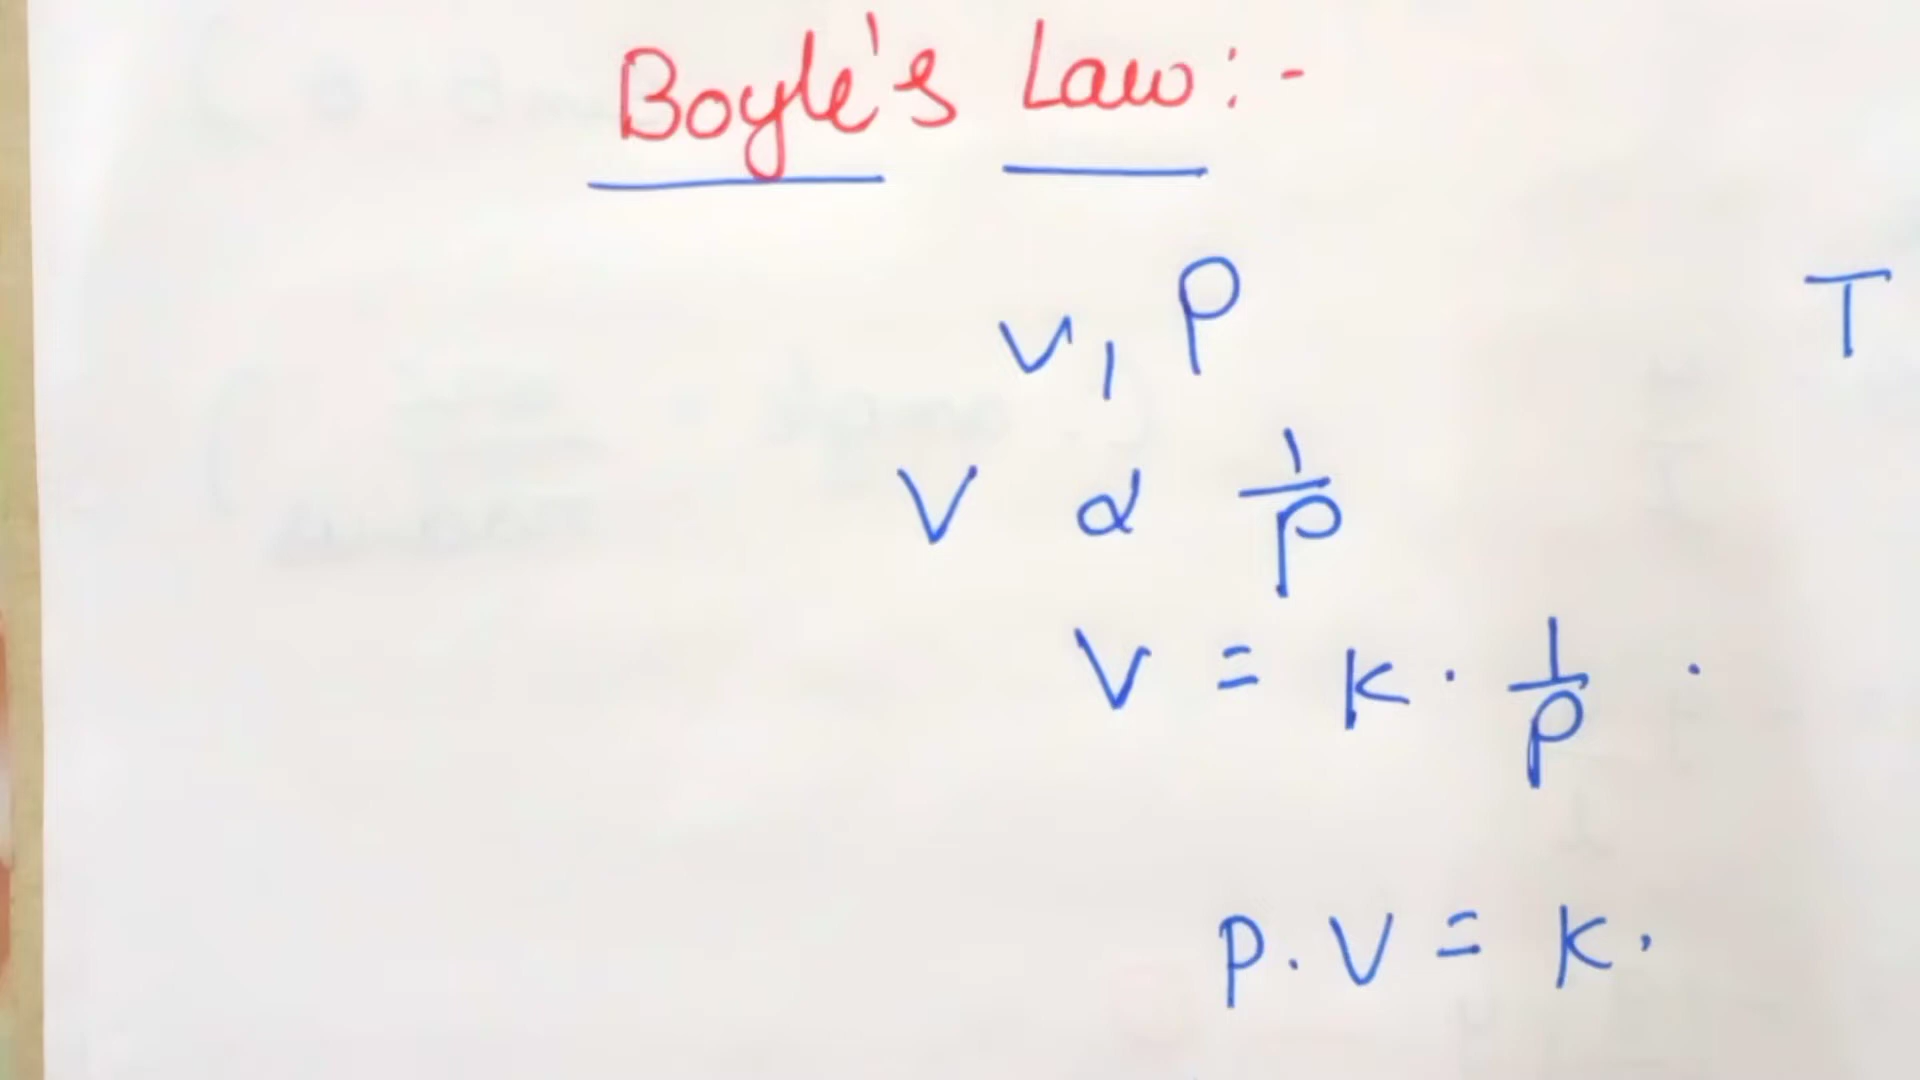 Boyle's Law:-
V, P T
V α 1/P
V = K · 1/P .
P.V = K.